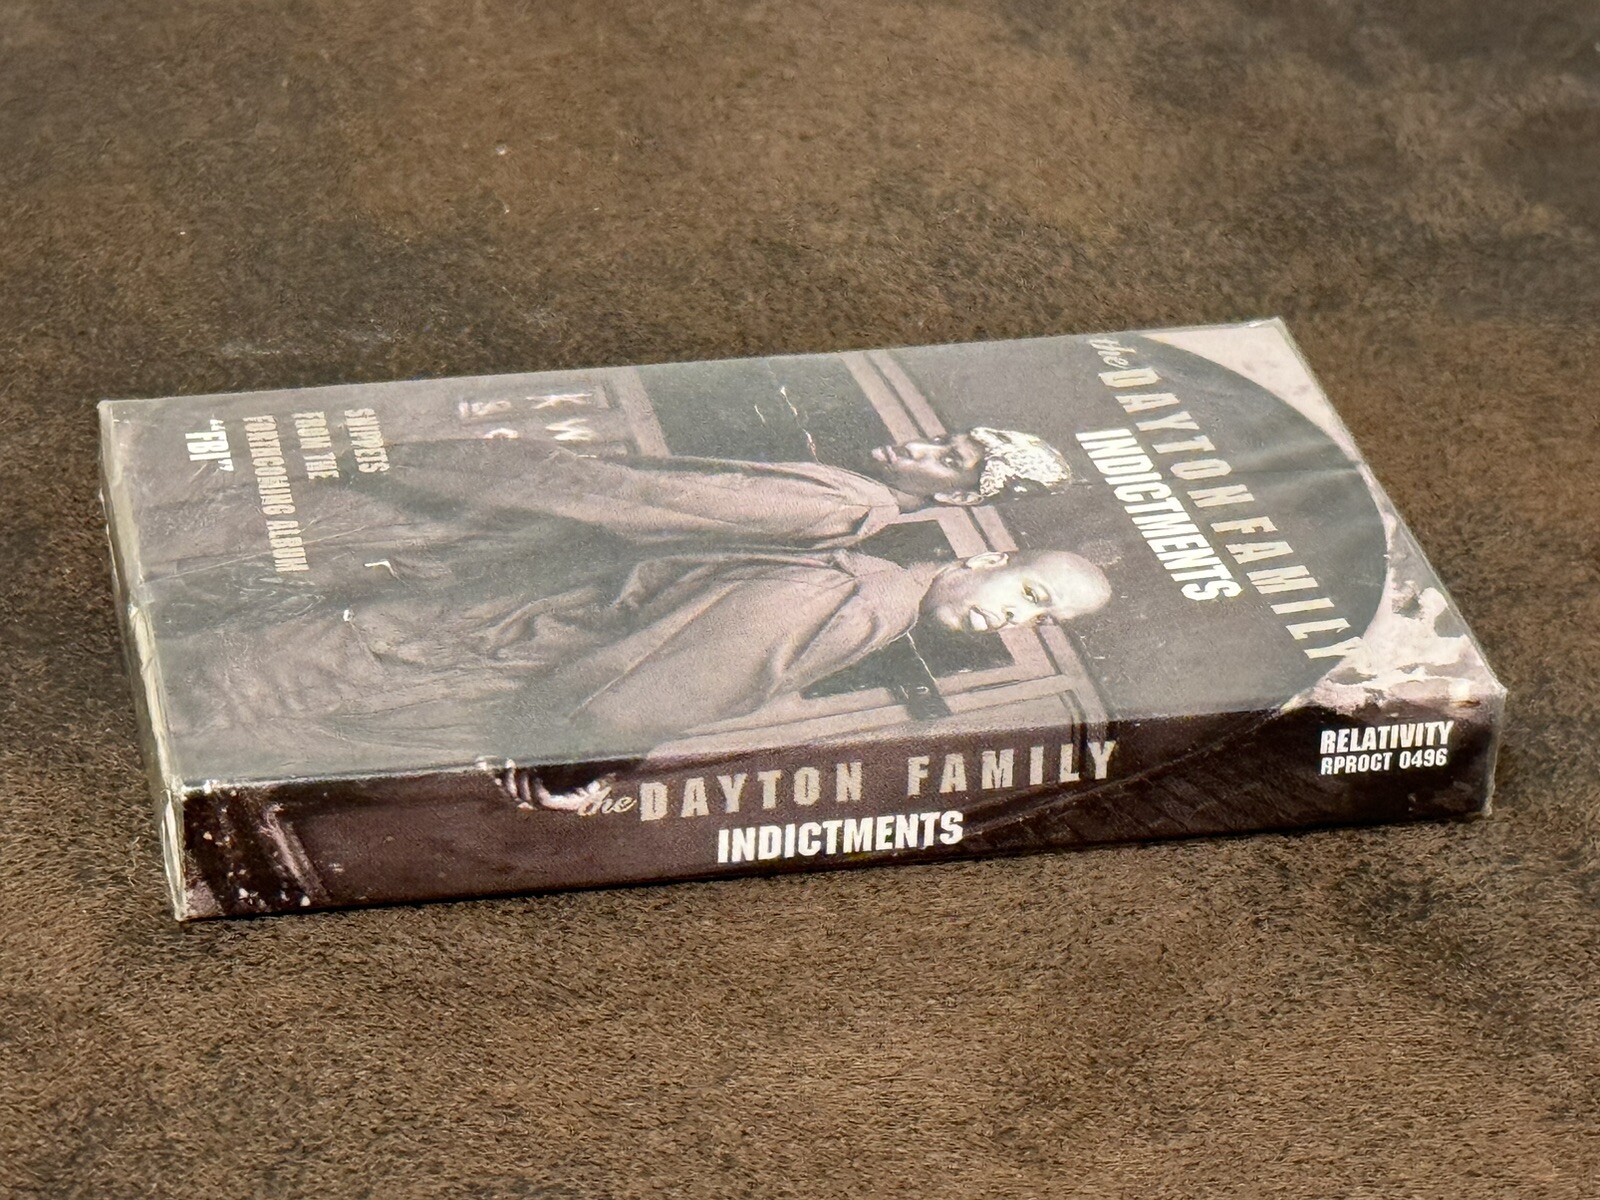 the DAYTON FAMILY
INDICTMENTS
SNIPPETS
FROM THE
FORTHCOMING ALBUM
"FBI"
the DAYTON FAMILY
INDICTMENTS
RELATIVITY
RPROCT 0496